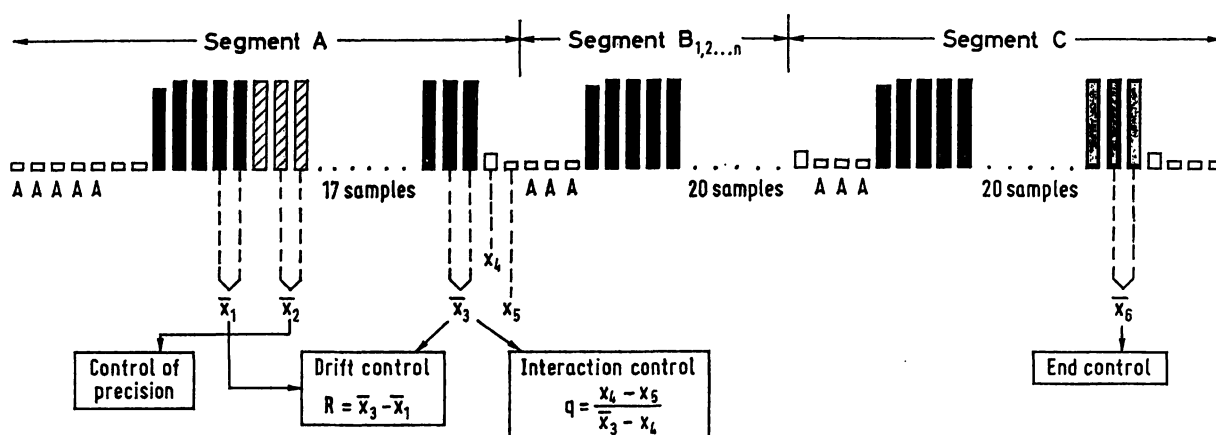 Segment A Segment B1,2...n Segment C
A A A A A 17 samples A A A 20 samples A A A 20 samples
x4
x̄1 x̄2 x̄3 x5 x̄6
Control of
precision
Drift control
R = x̄3 - x̄1
Interaction control
q = x4 - x5
x̄3 - x4
End control